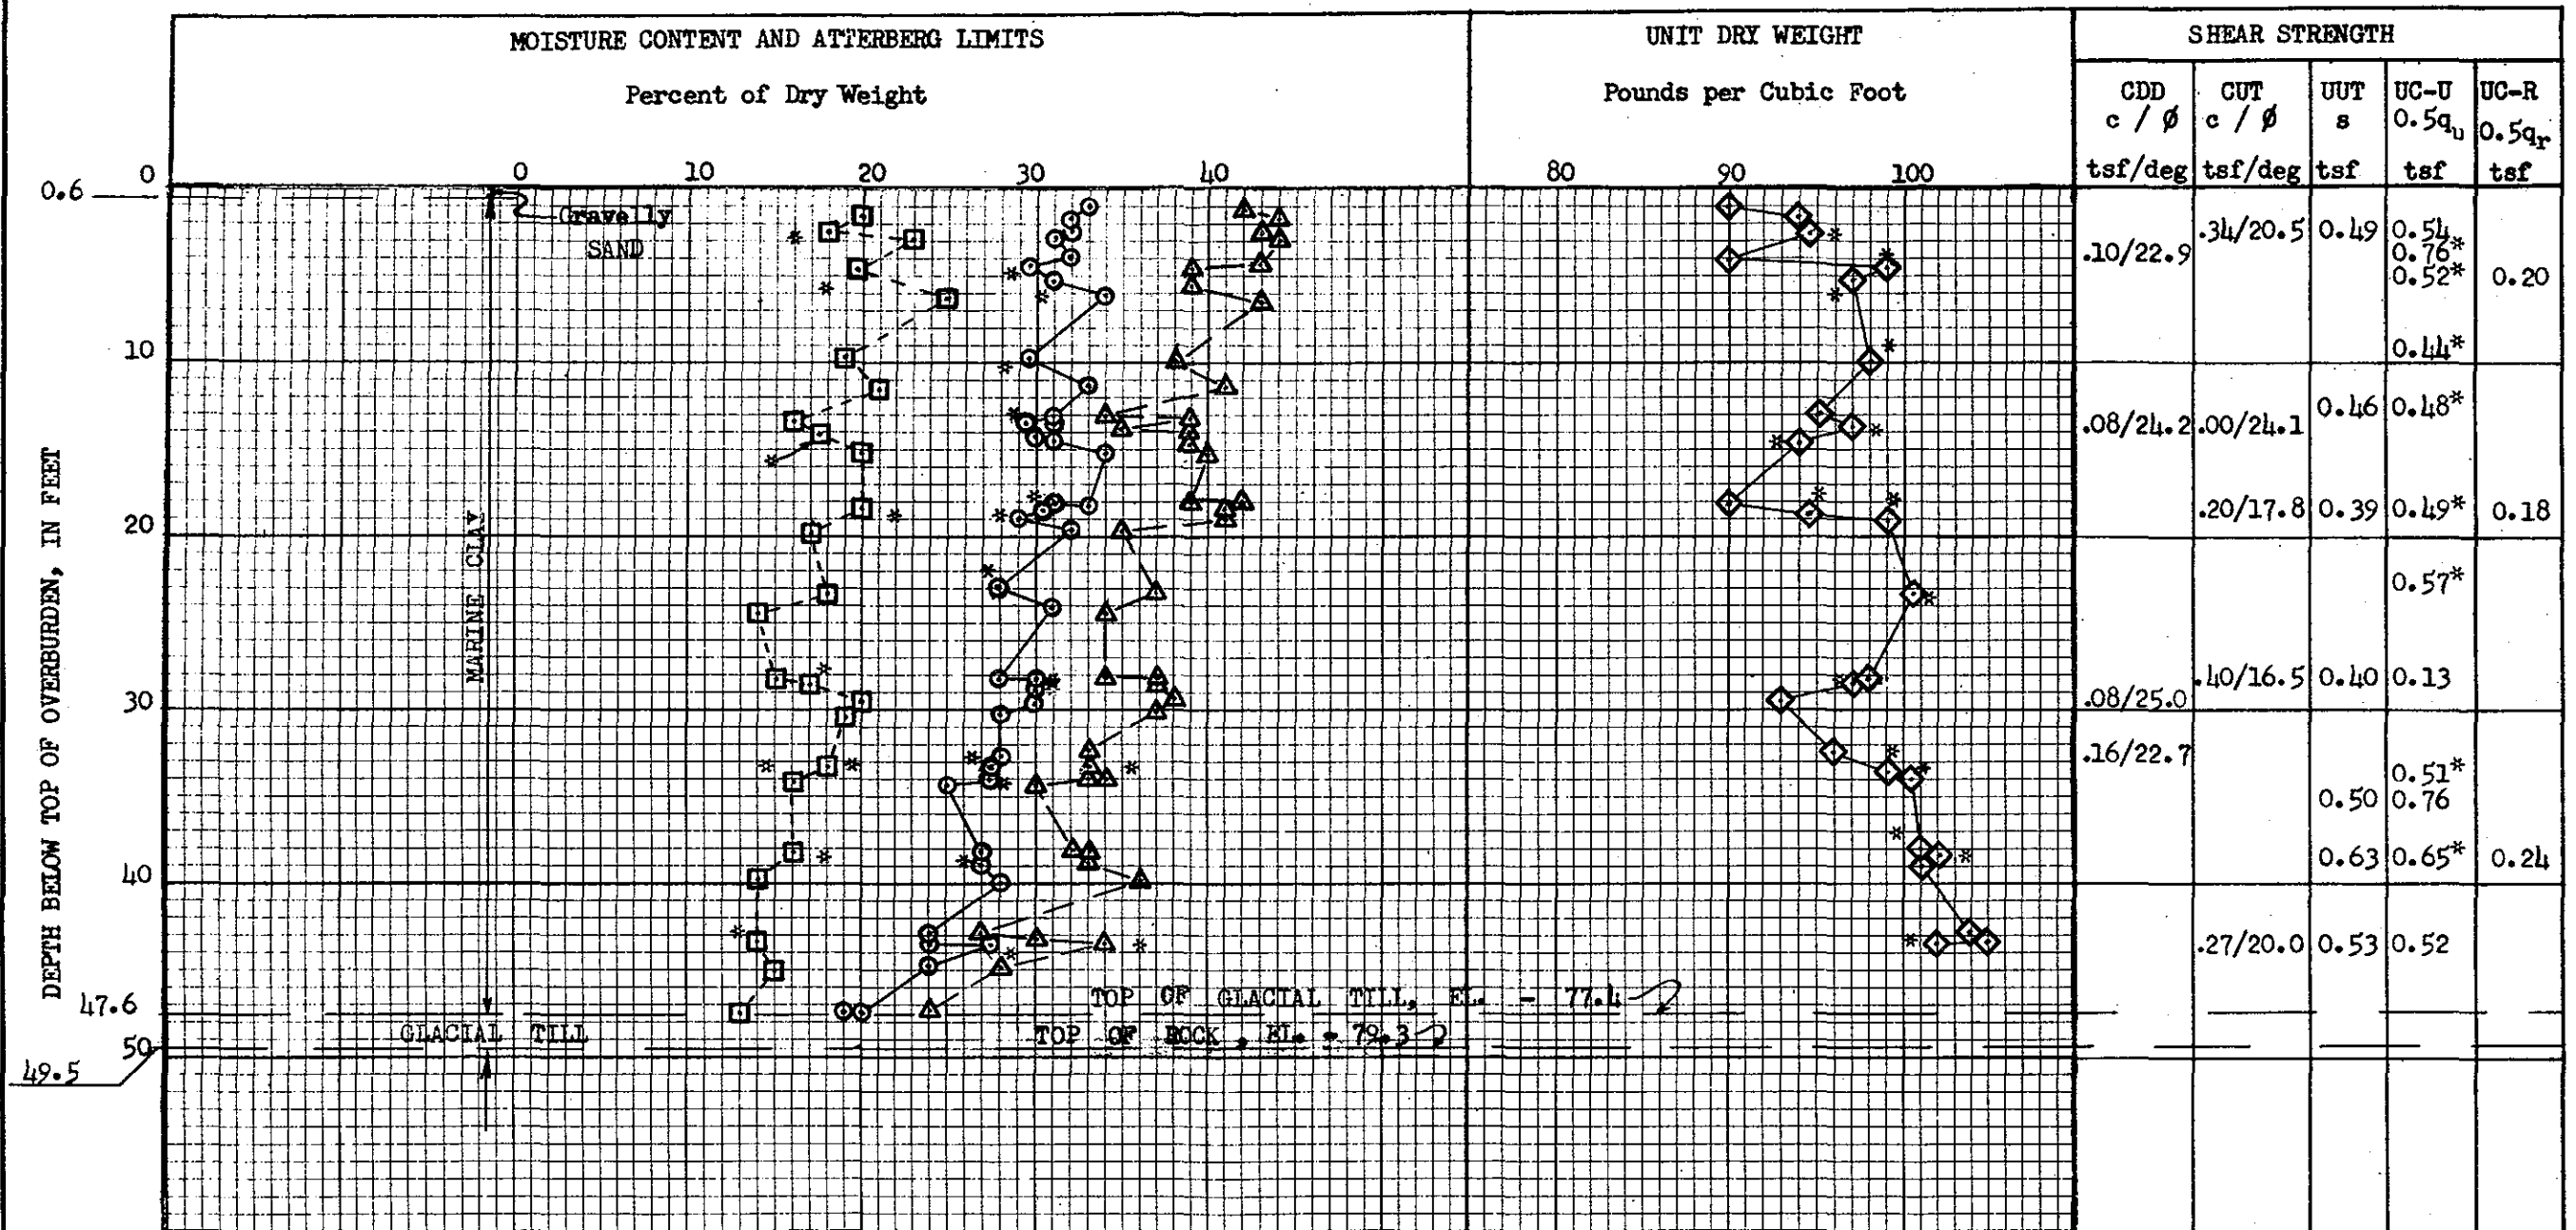 MOISTURE CONTENT AND ATTERBERG LIMITS
Percent of Dry Weight
UNIT DRY WEIGHT
Pounds per Cubic Foot
SHEAR STRENGTH
CDD
c / Ø
tsf/deg
CUT
c / Ø
tsf/deg
UUT
s
tsf
UC-U
0.5qu
tsf
UC-R
0.5qr
tsf
0 10 20 30 40
80 90 100
DEPTH BELOW TOP OF OVERBURDEN, IN FEET
0
0.6
10
20
30
40
47.6
50
49.5
Gravelly
SAND
MARINE CLAY
GLACIAL TILL
TOP OF GLACIAL TILL, EL. - 77.4
TOP OF ROCK, EL. - 79.3
.34/20.5 0.49 0.54
0.76*
.10/22.9
0.52* 0.20
0.44*
0.46 0.48*
.08/24.2 .00/24.1
.20/17.8 0.39 0.49* 0.18
0.57*
.40/16.5 0.40 0.13
.08/25.0
.16/22.7
0.51*
0.50 0.76
0.63 0.65* 0.24
.27/20.0 0.53 0.52